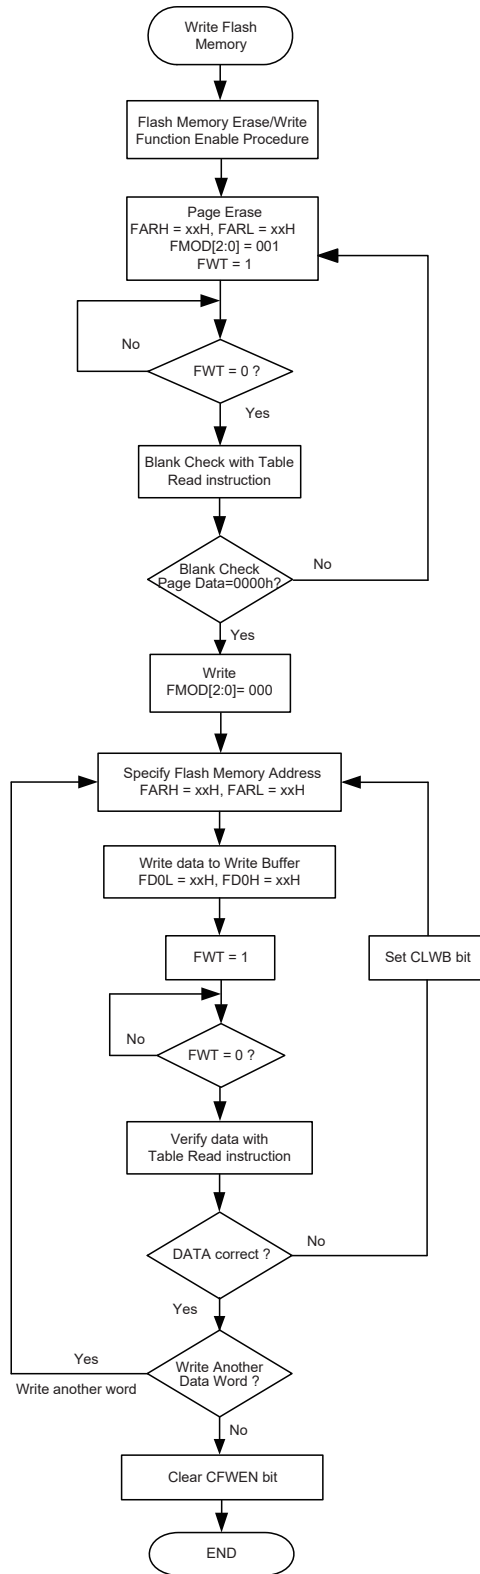 Write Flash
Memory
Flash Memory Erase/Write
Function Enable Procedure
Page Erase
FARH = xxH, FARL = xxH
FMOD[2:0] = 001
FWT = 1
No
FWT = 0 ?
Yes
Blank Check with Table
Read instruction
Blank Check
Page Data=0000h?
No
Yes
Write
FMOD[2:0]= 000
Specify Flash Memory Address
FARH = xxH, FARL = xxH
Write data to Write Buffer
FD0L = xxH, FD0H = xxH
FWT = 1
Set CLWB bit
No
FWT = 0 ?
Verify data with
Table Read instruction
DATA correct ?
No
Yes
Write Another
Data Word ?
Yes
Write another word
No
Clear CFWEN bit
END